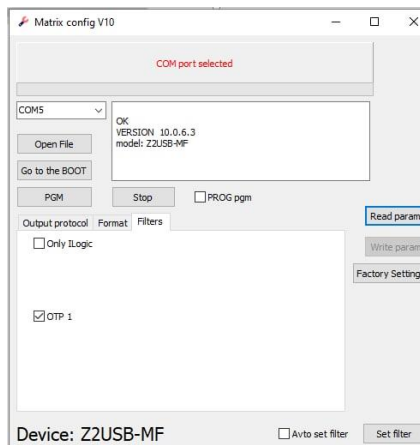 Matrix config V10
COM port selected
COM5
OK
VERSION 10.0.6.3
model: Z2USB-MF
Open File
Go to the BOOT
PGM
Stop
PROG pgm
Read param
Output protocol
Format
Filters
Only ILogic
Write param
Factory Setting
OTP 1
Device: Z2USB-MF
Avto set filter
Set filter